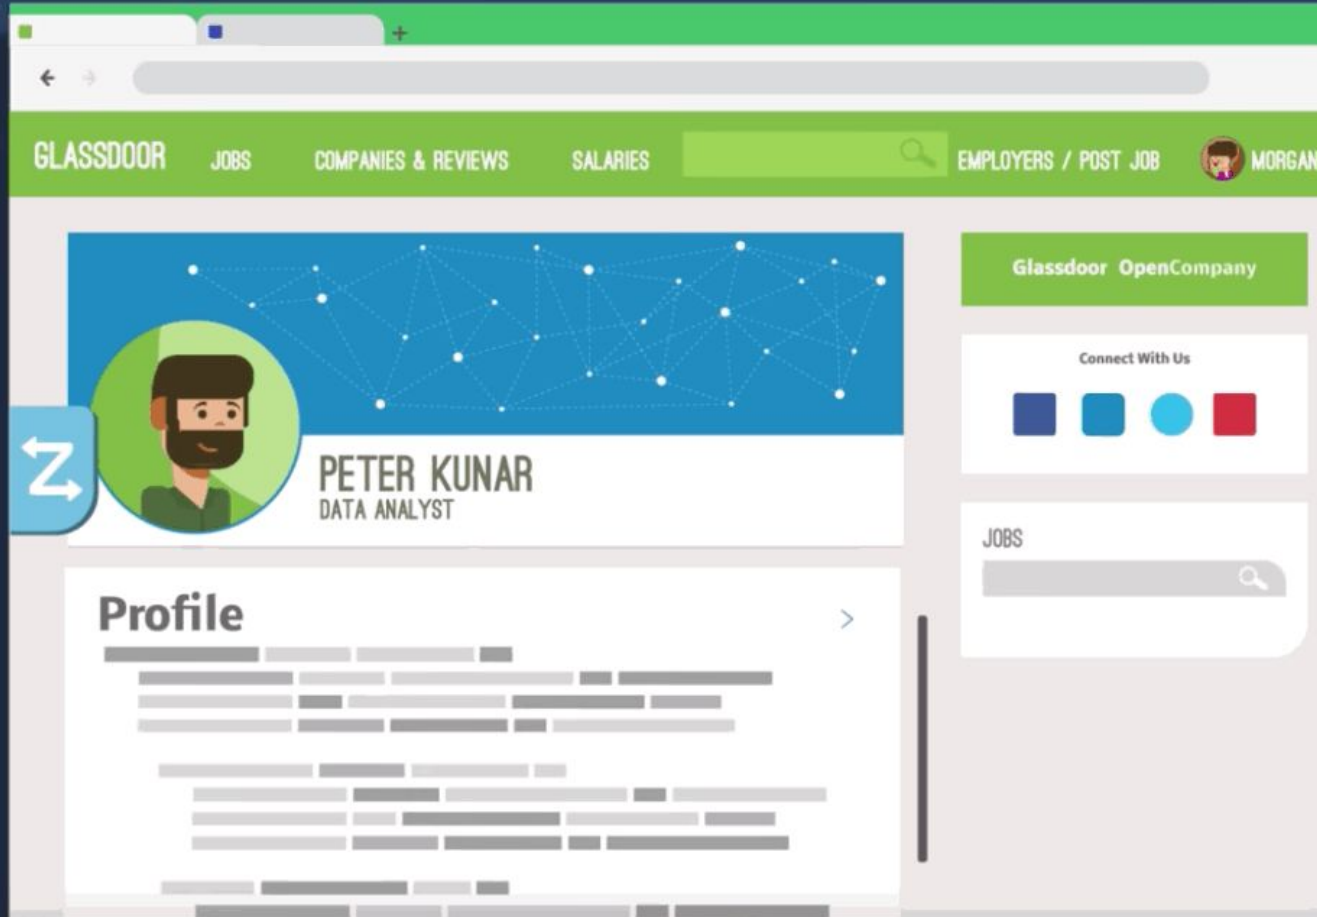 GLASSDOOR JOBS COMPANIES & REVIEWS SALARIES EMPLOYERS / POST JOB MORGAN
Glassdoor OpenCompany
Connect With Us
Z
PETER KUNAR
DATA ANALYST
JOBS
Profile